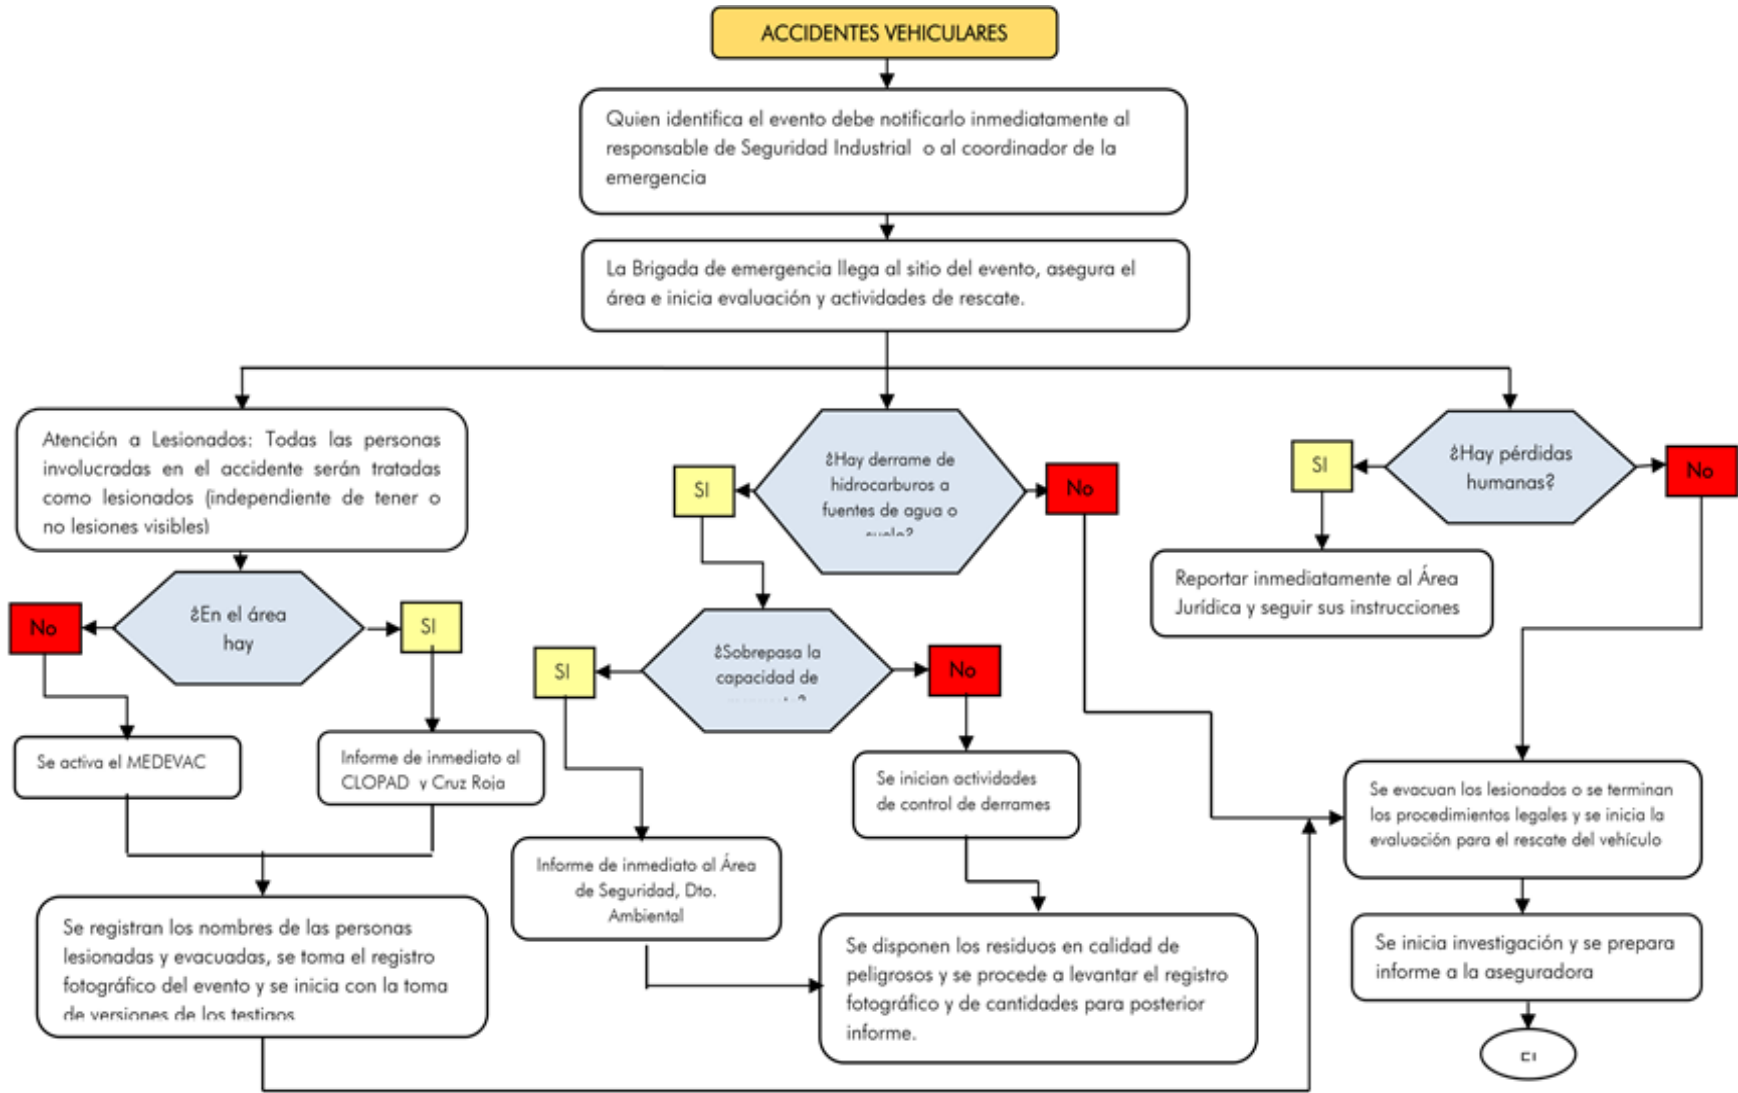 ACCIDENTES VEHICULARES
Quien identifica el evento debe notificarlo inmediatamente al
responsable de Seguridad Industrial o al coordinador de la
emergencia
La Brigada de emergencia llega al sitio del evento, asegura el
área e inicia evaluación y actividades de rescate.
Atención a Lesionados: Todas las personas
involucradas en el accidente serán tratadas
como lesionados (independiente de tener o
no lesiones visibles)
¿En el área
hay
No
SI
Se activa el MEDEVAC
Informe de inmediato al
CLOPAD y Cruz Roja
Se registran los nombres de las personas
lesionadas y evacuadas, se toma el registro
fotográfico del evento y se inicia con la toma
de versiones de los testigos
¿Hay derrame de
hidrocarburos a
fuentes de agua o
SI
No
¿Sobrepasa la
capacidad de
SI
No
Informe de inmediato al Área
de Seguridad, Dto.
Ambiental
Se inician actividades
de control de derrames
Se disponen los residuos en calidad de
peligrosos y se procede a levantar el registro
fotográfico y de cantidades para posterior
informe.
¿Hay pérdidas
humanas?
SI
No
Reportar inmediatamente al Área
Jurídica y seguir sus instrucciones
Se evacuan los lesionados o se terminan
los procedimientos legales y se inicia la
evaluación para el rescate del vehículo
Se inicia investigación y se prepara
informe a la aseguradora